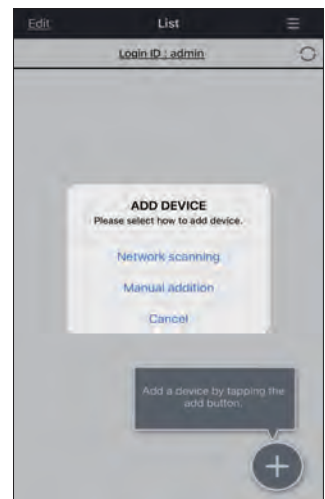 Edit List
Login ID : admin
ADD DEVICE
Please select how to add device.
Network scanning
Manual addition
Cancel
Add a device by tapping the
add button.